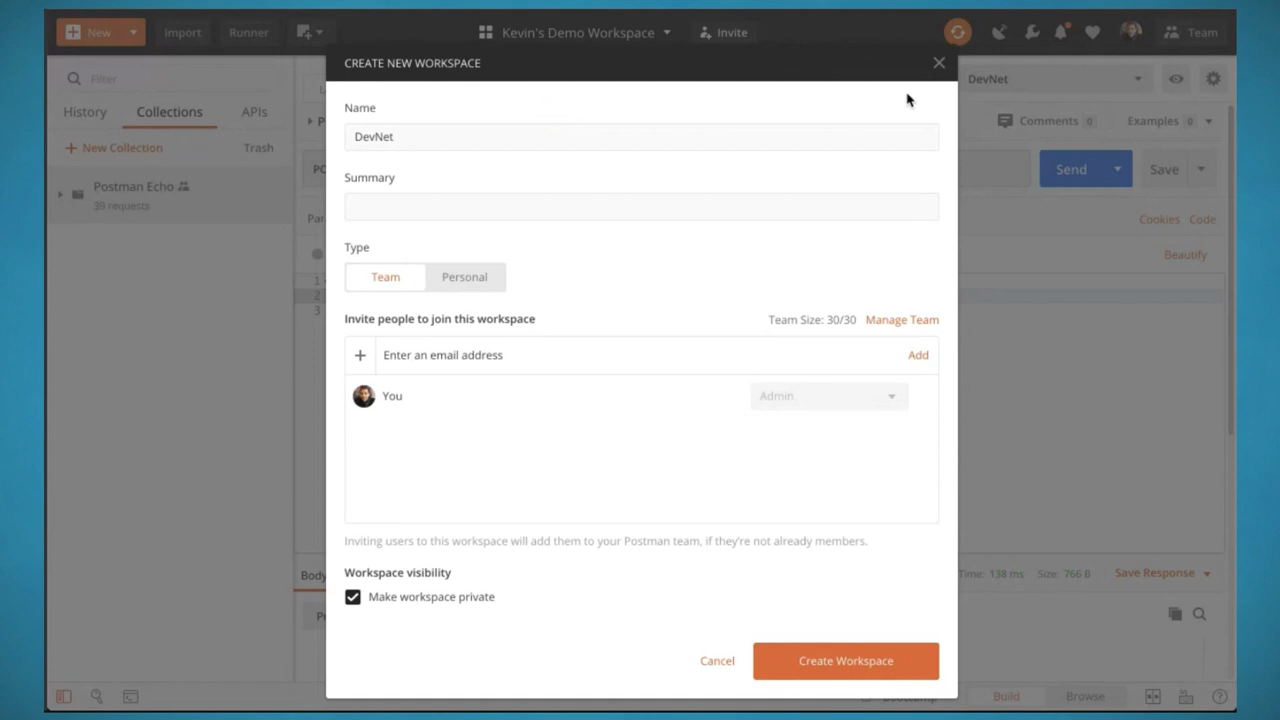 New
Import
Runner
Kevin's Demo Workspace
Invite
Team
Filter
History
Collections
APIs
New Collection
Trash
Postman Echo
39 requests
CREATE NEW WORKSPACE
Name
DevNet
Summary
Type
Team
Personal
Invite people to join this workspace
Team Size: 30/30
Manage Team
Enter an email address
Add
You
Admin
Inviting users to this workspace will add them to your Postman team, if they're not already members.
Workspace visibility
Make workspace private
Cancel
Create Workspace
DevNet
Comments 0
Examples 0
Send
Save
Cookies
Code
Beautify
1
2
3
Body
Time: 138 ms
Size: 766 B
Save Response
Build
Browse